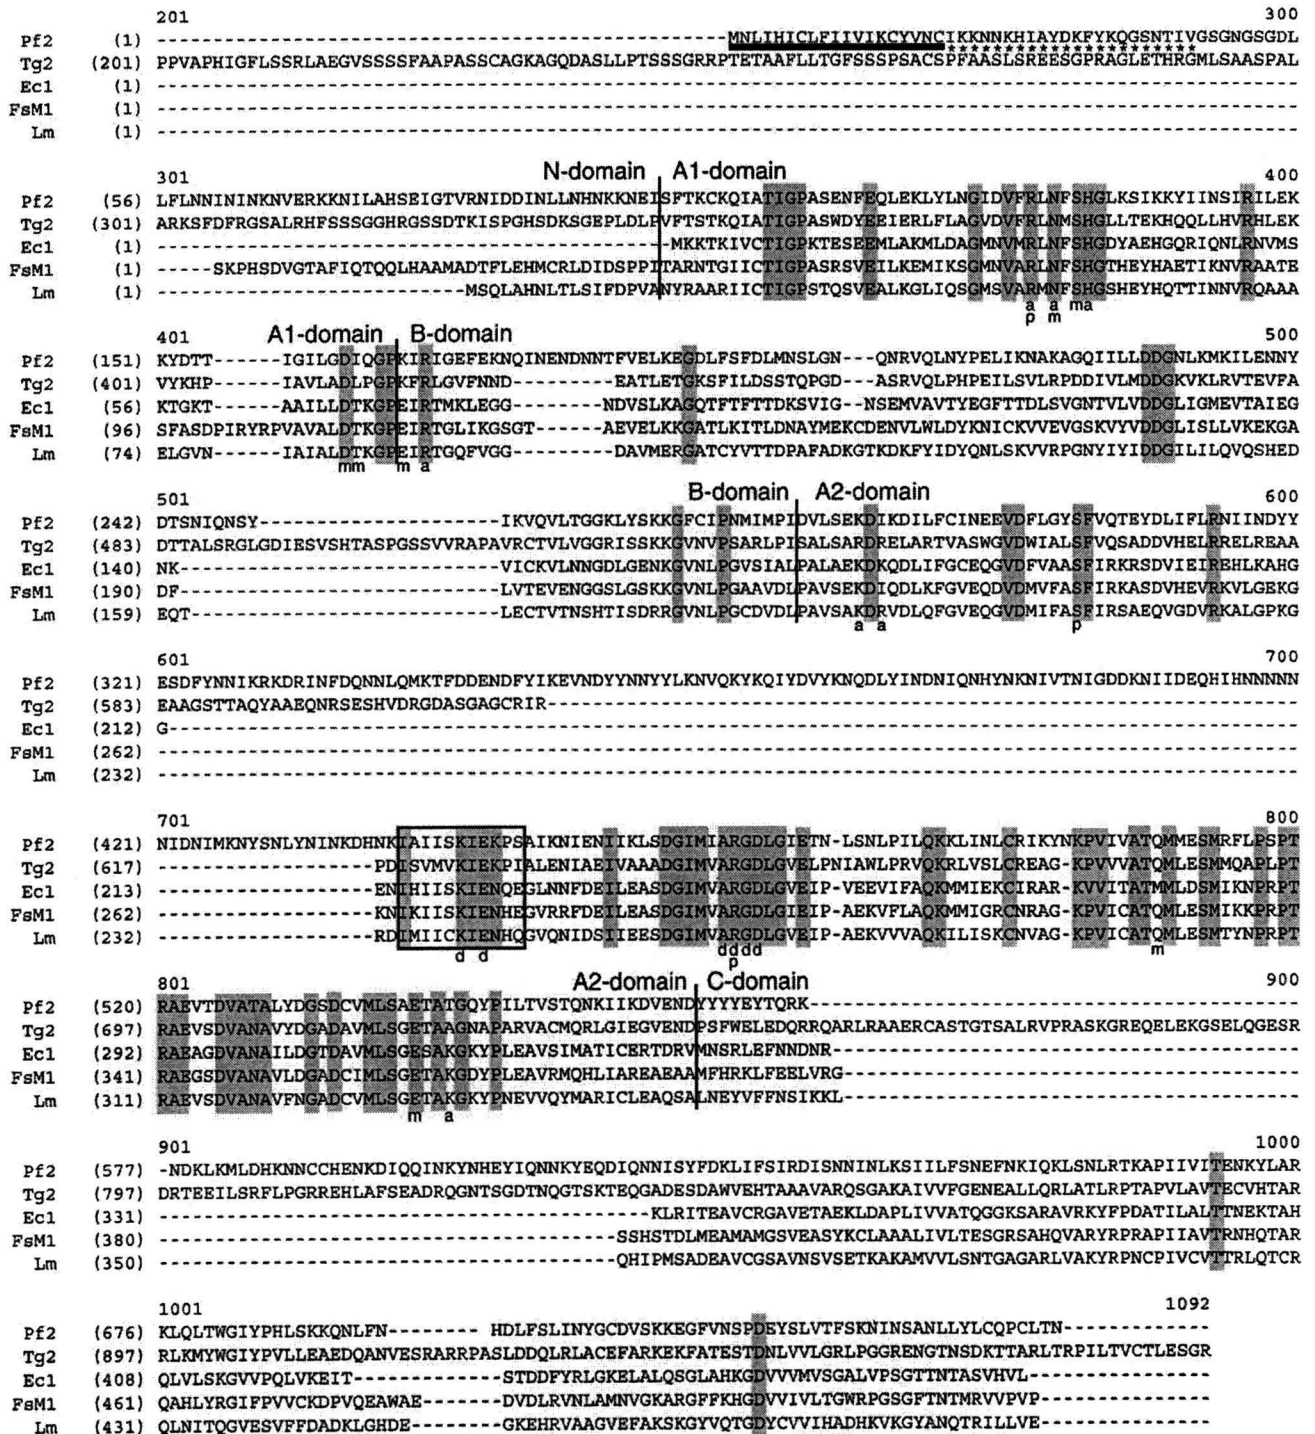 201 300
Pf2 (1) --------------------------------------------------MNLIHICLFIIVIKCYVNCIKKNNKHIAYDKFYKQGSNTIVGSGNGSGDL
Tg2 (201) PPVAPHIGFLSSRLAEGVSSSSFAAPASSCAGKAGQDASLLPTSSSGRRPTETAAFLLTGFSSSPSACSPFAASLSREESGPRAGLETHRGMLSAASPAL
Ec1 (1) ----------------------------------------------------------------------------------------------------
FsM1 (1) ----------------------------------------------------------------------------------------------------
Lm (1) ----------------------------------------------------------------------------------------------------
N-domain A1-domain
301 400
Pf2 (56) LFLNNININKNVERKKNILAHSEIGTVRNIDDINLLNHNKKNEISFTKCKQIATIGPASENFEQLEKLYLNGIDVFRLNFSHGLKSIKKYIINSIRILEK
Tg2 (301) ARKSFDFRGSALRHFSSSGGHRGSSDTKISPGHSDKSGEPLDLPVFTSTKQIATIGPASWDYEEIERLFLAGVDVFRLNMSHGLLTEKHQQLLHVRHLEK
Ec1 (1) ---------------------------------------------MKKTKIVCTIGPKTESEEMLAKMLDAGMNVMRLNFSHGDYAEHGQRIQNLRNVMS
FsM1 (1) -----SKPHSDVGTAFIQTQQLHAAMADTFLEHMCRLDIDSPPITARNTGIICTIGPASRSVEILKEMIKSGMNVARLNFSHGTHEYHAETIKNVRAATE
Lm (1) ---------------------------MSQLAHNLTLSIFDPVANYRAARIICTIGPSTQSVEALKGLIQSGMSVARMNFSHGSHEYHQTTINNVRQAAA
a a ma
p m
A1-domain B-domain
401 500
Pf2 (151) KYDTT------IGILGDIQGPKIRIGEFEKNQINENDNNTFVELKEGDLFSFDLMNSLGN---QNRVQLNYPELIKNAKAGQIILLDDGNLKMKILENNY
Tg2 (401) VYKHP------IAVLADLPGPKFRLGVFNND---------EATLETGKSFILDSSTQPGD---ASRVQLPHPEILSVLRPDDIVLMDDGKVKLRVTEVFA
Ec1 (56) KTGKT------AAILLDTKGPEIRTMKLEGG--------NDVSLKAGQTFTFTTDKSVIG--NSEMVAVTYEGFTTDLSVGNTVLVDDGLIGMEVTAIEG
FsM1 (96) SFASDPIRYRPVAVALDTKGPEIRTGLIKGSGT------AEVELKKGATLKITLDNAYMEKCDENVLWLDYKNICKVVEVGSKVYVDDGLISLLVKEKGA
Lm (74) ELGVN------IAIALDTKGPEIRTGQFVGG---------DAVMERGATCYVTTDPAFADKGTKDKFYIDYQNLSKVVRPGNYIYIDDGILILQVQSHED
mm m a
B-domain A2-domain
501 600
Pf2 (242) DTSNIQNSY---------------------IKVQVLTGGKLYSKKGFCIPNMIMPIDVLSEKDIKDILFCINEEVDFLGYSFVQTEYDLIFLRNIINDYY
Tg2 (483) DTTALSRGLGDIESVSHTASPGSSVVRAPAVRCTVLVGGRISSKKGVNVPSARLPISALSARDRELARTVASWGVDWIALSFVQSADDVHELRRELREAA
Ec1 (140) NK----------------------------VICKVLNNGDLGENKGVNLPGVSIALPALAEKDKQDLIFGCEQGVDFVAASFIRKRSDVIEIREHLKAHG
FsM1 (190) DF----------------------------LVTEVENGGSLGSKKGVNLPGAAVDLPAVSEKDIQDLKFGVEQDVDMVFASFIRKASDVHEVRKVLGEKG
Lm (159) EQT---------------------------LECTVTNSHTISDRRGVNLPGCDVDLPAVSAKDRVDLQFGVEQGVDMIFASFIRSAEQVGDVRKALGPKG
a a p
601 700
Pf2 (321) ESDFYNNIKRKDRINFDQNNLQMKTFDDENDFYIKEVNDYYNNYYLKNVQKYKQIYDVYKNQDLYINDNIQNHYNKNIVTNIGDDKNIIDEQHIHNNNNN
Tg2 (583) EAAGSTTAQYAAEQNRSESHVDRGDASGAGCRIR------------------------------------------------------------------
Ec1 (212) G---------------------------------------------------------------------------------------------------
FsM1 (262) ----------------------------------------------------------------------------------------------------
Lm (232) ----------------------------------------------------------------------------------------------------
701 800
Pf2 (421) NIDNIMKNYSNLYNINKDHNKIAIISKIEKPSAIKNIENIIKLSDGIMIARGDLGIETN-LSNLPILQKKLINLCRIKYNKPVIVATQMMESMRFLPSPT
Tg2 (617) -------------------PDISVMVKIEKPIALENIAEIVAAADGIMVARGDLGVELPNIAWLPRVQKRLVSLCREAG-KPVVVATQMLESMMQAPLPT
Ec1 (213) -------------------ENIHIISKIENQEGLNNFDEILEASDGIMVARGDLGVEIP-VEEVIFAQKMMIEKCIRAR-KVVITATMMLDSMIKNPRPT
FsM1 (262) -------------------KNIKIISKIENHEGVRRFDEILEASDGIMVARGDLGIEIP-AEKVFLAQKMMIGRCNRAG-KPVICATQMLESMIKKPRPT
Lm (232) -------------------RDIMIICKIENHQGVQNIDSIIEESDGIMVARGDLGVEIP-AEKVVVAQKILISKCNVAG-KPVICATQMLESMTYNPRPT
d d dddd m
p
A2-domain C-domain
801 900
Pf2 (520) RAEVTDVATALYDGSDCVMLSAETATGQYPILTVSTQNKIIKDVENDYYYYEYTQRK-------------------------------------------
Tg2 (697) RAEVSDVANAVYDGADAVMLSGETAAGNAPARVACMQRLGIEGVENDPSFWELEDQRRQARLRAAERCASTGTSALRVPRASKGREQELEKGSELQGESR
Ec1 (292) RAEAGDVANAILDGTDAVMLSGESAKGKYPLEAVSIMATICERTDRVMNSRLEFNNDNR-----------------------------------------
FsM1 (341) RAEGSDVANAVLDGADCIMLSGETAKGDYPLEAVRMQHLIAREAEAAMFHRKLFEELVRG----------------------------------------
Lm (311) RAEVSDVANAVFNGADCVMLSGETAKGKYPNEVVQYMARICLEAQSALNEYVFFNSIKKL----------------------------------------
m a
901 1000
Pf2 (577) -NDKLKMLDHKNNCCHENKDIQQINKYNHEYIQNNKYEQDIQNNISYFDKLIFSIRDISNNINLKSIILFSNEFNKIQKLSNLRTKAPIIVITENKYLAR
Tg2 (797) DRTEEILSRFLPGRREHLAFSEADRQGNTSGDTNQGTSKTEQGADESDAWVEHTAAAVARQSGAKAIVVFGENEALLQRLATLRPTAPVLAVTECVHTAR
Ec1 (331) -------------------------------------------KLRITEAVCRGAVETAEKLDAPLIVVATQGGKSARAVRKYFPDATILALTTNEKTAH
FsM1 (380) ----------------------------------------SSHSTDLMEAMAMGSVEASYKCLAAALIVLTESGRSAHQVARYRPRAPIIAVTRNHQTAR
Lm (350) ----------------------------------------QHIPMSADEAVCGSAVNSVSETKAKAMVVLSNTGAGARLVAKYRPNCPIVCVTTRLQTCR
1001 1092
Pf2 (676) KLQLTWGIYPHLSKKQNLFN---------HDLFSLINYGCDVSKKEGFVNSPDEYSLVTFSKNINSANLLYLCQPCLTN-------------
Tg2 (897) RLKMYWGIYPVLLEAEDQANVESRARRPASLDDQLRLACEFARKEKFATESTDNLVVLGRLPGGRENGTNSDKTTARLTRPILTVCTLESGR
Ec1 (408) QLVLSKGVVPQLVKEIT-------------STDDFYRLGKELALQSGLAHKGDVVVMVSGALVPSGTTNTASVHVL----------------
FsM1 (461) QAHLYRGIFPVVCKDPVQEAWAE-------DVDLRVNLAMNVGKARGFFKHGDVVIVLTGWRPGSGFTNTMRVVPVP---------------
Lm (431) QLNITQGVESVFFDADKLGHDE--------GKEHRVAAGVEFAKSKGYVQTGDYCVVIHADHKVKGYANQTRILLVE---------------